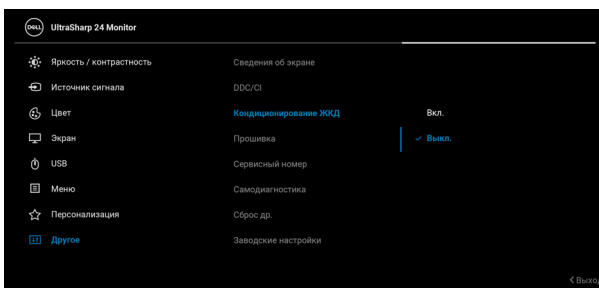 DELL UltraSharp 24 Monitor
Яркость / контрастность
Сведения об экране
Источник сигнала
DDC/CI
Цвет
Кондиционирование ЖКД
Вкл.
Экран
Прошивка
Выкл.
USB
Сервисный номер
Меню
Самодиагностика
Персонализация
Сброс др.
Другое
Заводские настройки
Выход